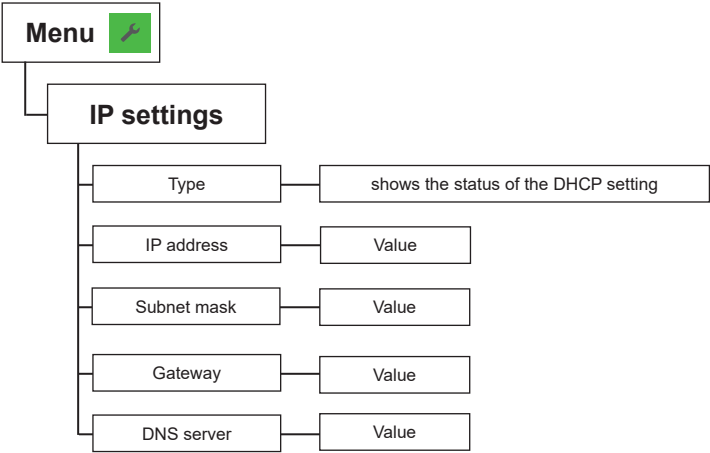 Menu
IP settings
Type
shows the status of the DHCP setting
IP address
Value
Subnet mask
Value
Gateway
Value
DNS server
Value